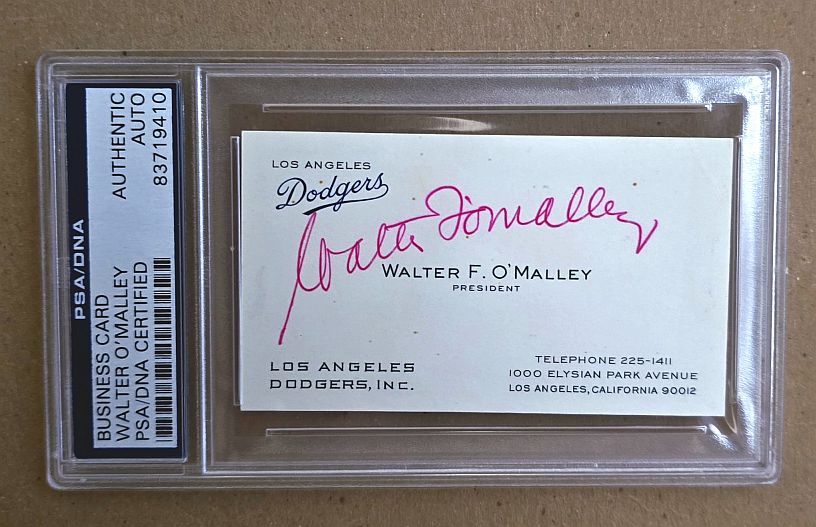 PSA/DNA
BUSINESS CARD
WALTER O'MALLEY
PSA/DNA CERTIFIED
AUTHENTIC
AUTO
83719410
LOS ANGELES
Dodgers
Walter F O'Malley
WALTER F. O'MALLEY
PRESIDENT
LOS ANGELES
DODGERS, INC.
TELEPHONE 225-1411
1000 ELYSIAN PARK AVENUE
LOS ANGELES, CALIFORNIA 90012